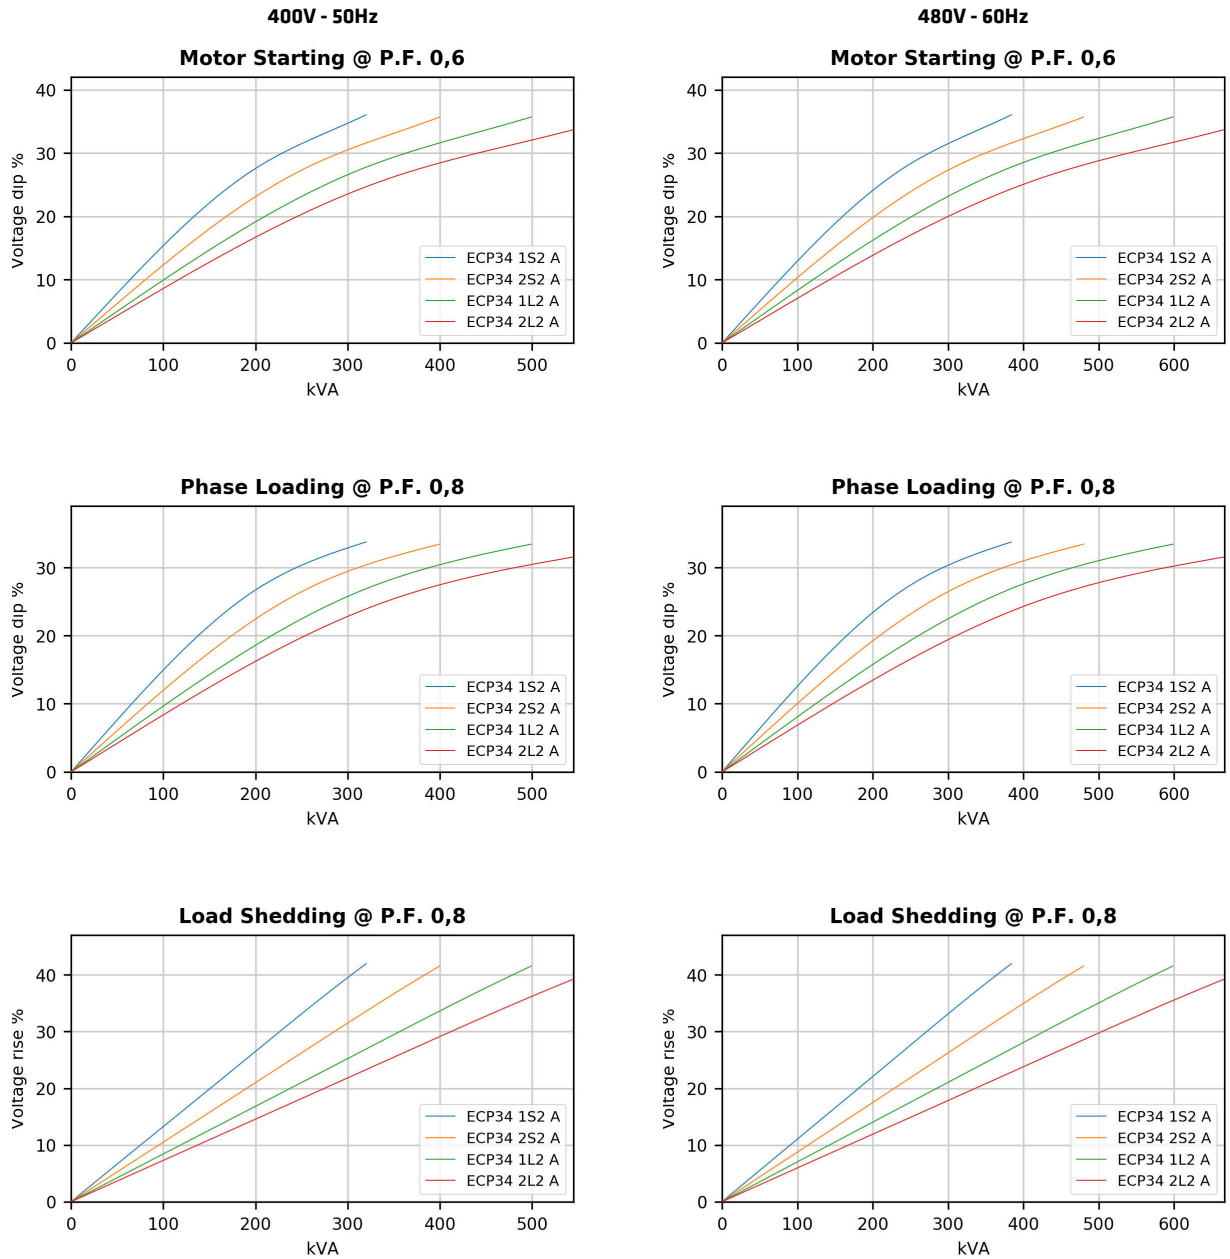 400V - 50Hz
480V - 60Hz
Motor Starting @ P.F. 0,6
Voltage dip %
40
30
20
10
0
0 100 200 300 400 500
kVA
ECP34 1S2 A
ECP34 2S2 A
ECP34 1L2 A
ECP34 2L2 A
Motor Starting @ P.F. 0,6
Voltage dip %
40
30
20
10
0
0 100 200 300 400 500 600
kVA
ECP34 1S2 A
ECP34 2S2 A
ECP34 1L2 A
ECP34 2L2 A
Phase Loading @ P.F. 0,8
Voltage dip %
30
20
10
0
0 100 200 300 400 500
kVA
ECP34 1S2 A
ECP34 2S2 A
ECP34 1L2 A
ECP34 2L2 A
Phase Loading @ P.F. 0,8
Voltage dip %
30
20
10
0
0 100 200 300 400 500 600
kVA
ECP34 1S2 A
ECP34 2S2 A
ECP34 1L2 A
ECP34 2L2 A
Load Shedding @ P.F. 0,8
Voltage rise %
40
30
20
10
0
0 100 200 300 400 500
kVA
ECP34 1S2 A
ECP34 2S2 A
ECP34 1L2 A
ECP34 2L2 A
Load Shedding @ P.F. 0,8
Voltage rise %
40
30
20
10
0
0 100 200 300 400 500 600
kVA
ECP34 1S2 A
ECP34 2S2 A
ECP34 1L2 A
ECP34 2L2 A